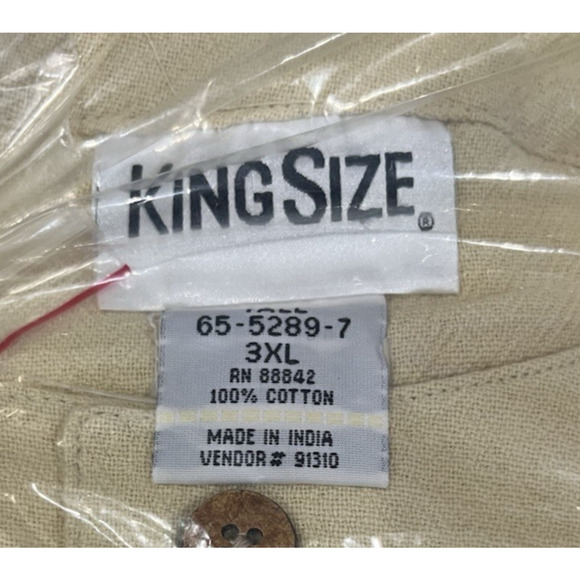 KINGSIZE®
65-5289-7
3XL
RN 88842
100% COTTON
MADE IN INDIA
VENDOR# 91310